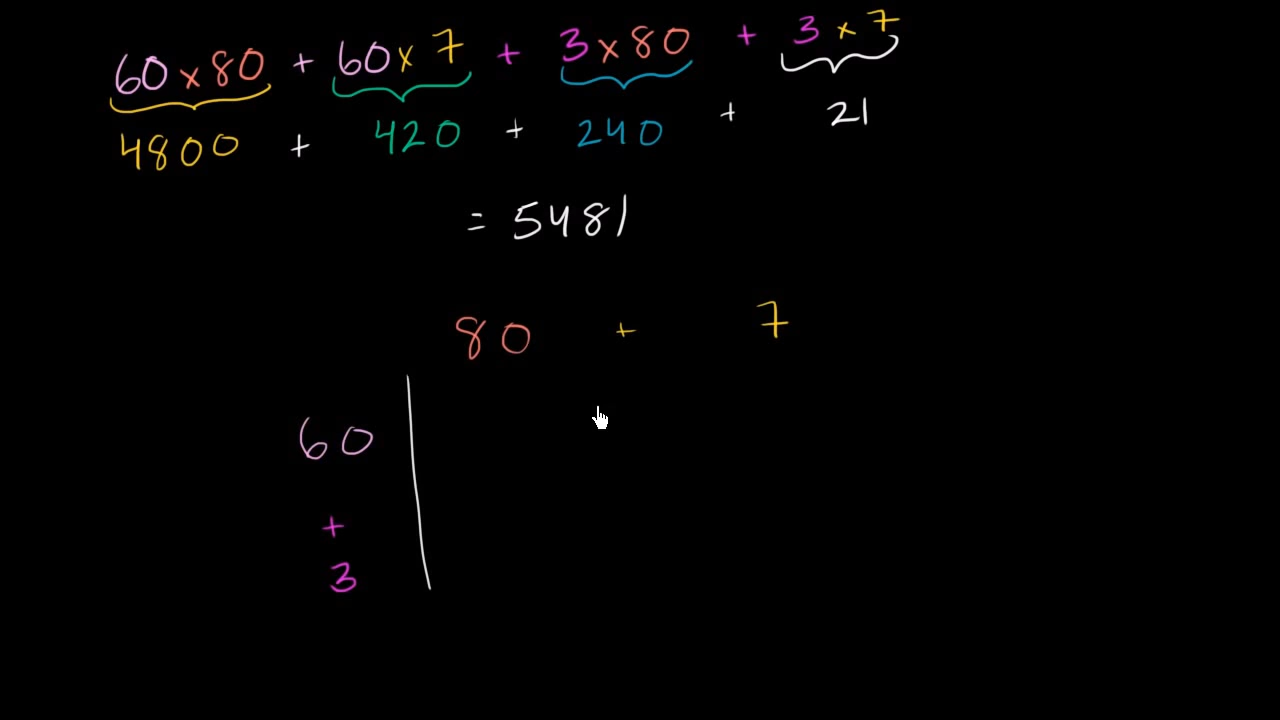 60 x 80 + 60 x 7 + 3 x 80 + 3 x 7
4800 + 420 + 240 + 21
= 5481
80 + 7
60
+
3